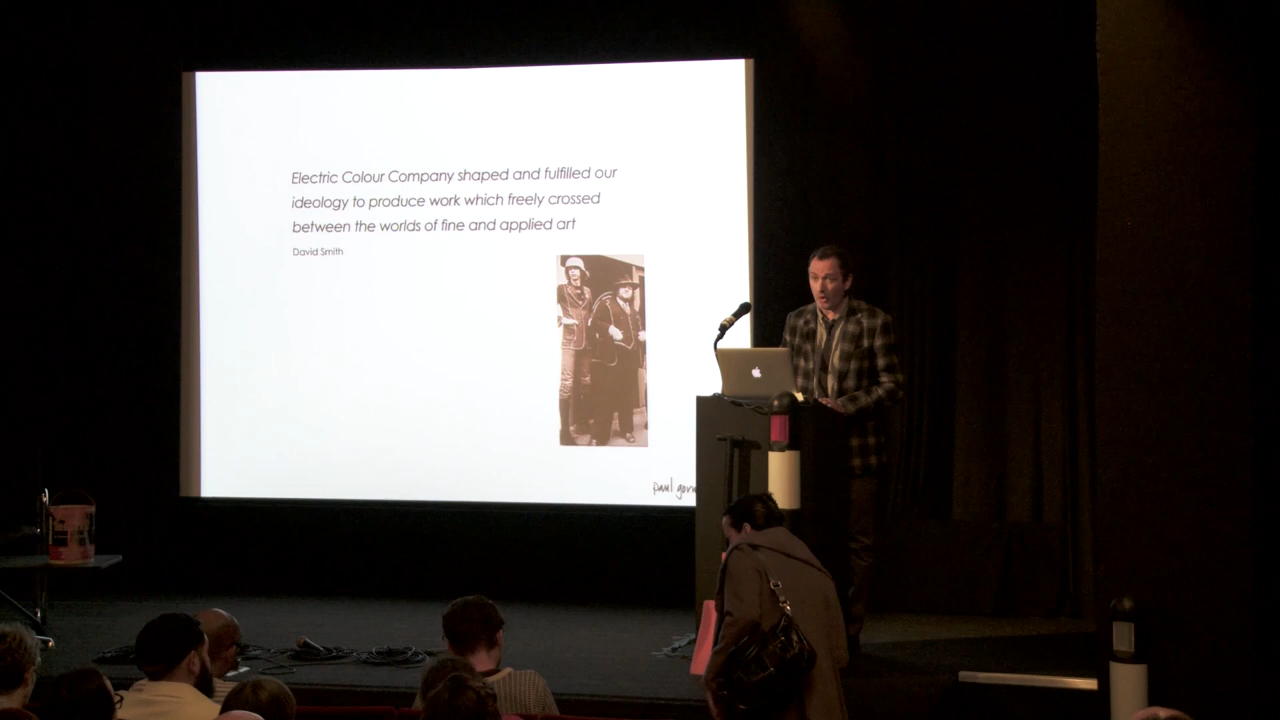 Electric Colour Company shaped and fulfilled our
ideology to produce work which freely crossed
between the worlds of fine and applied art
David Smith
paul